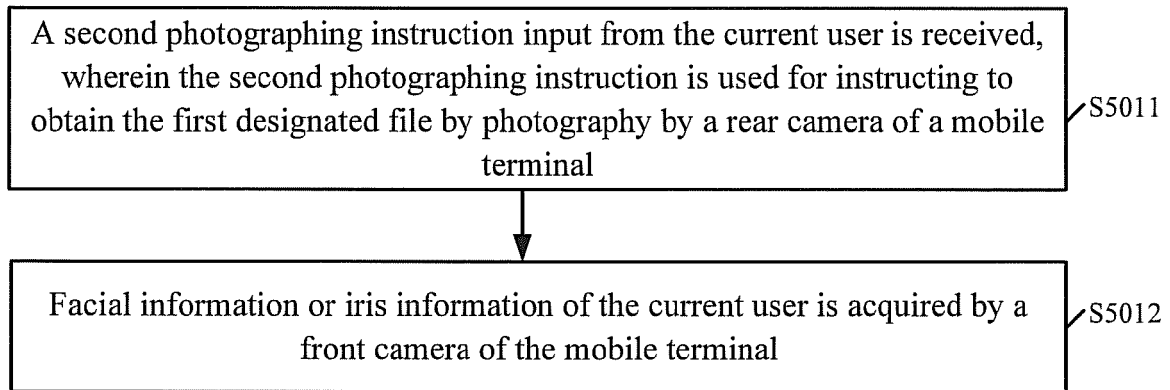 A second photographing instruction input from the current user is received,
wherein the second photographing instruction is used for instructing to
obtain the first designated file by photography by a rear camera of a mobile
terminal
S5011
Facial information or iris information of the current user is acquired by a
front camera of the mobile terminal
S5012